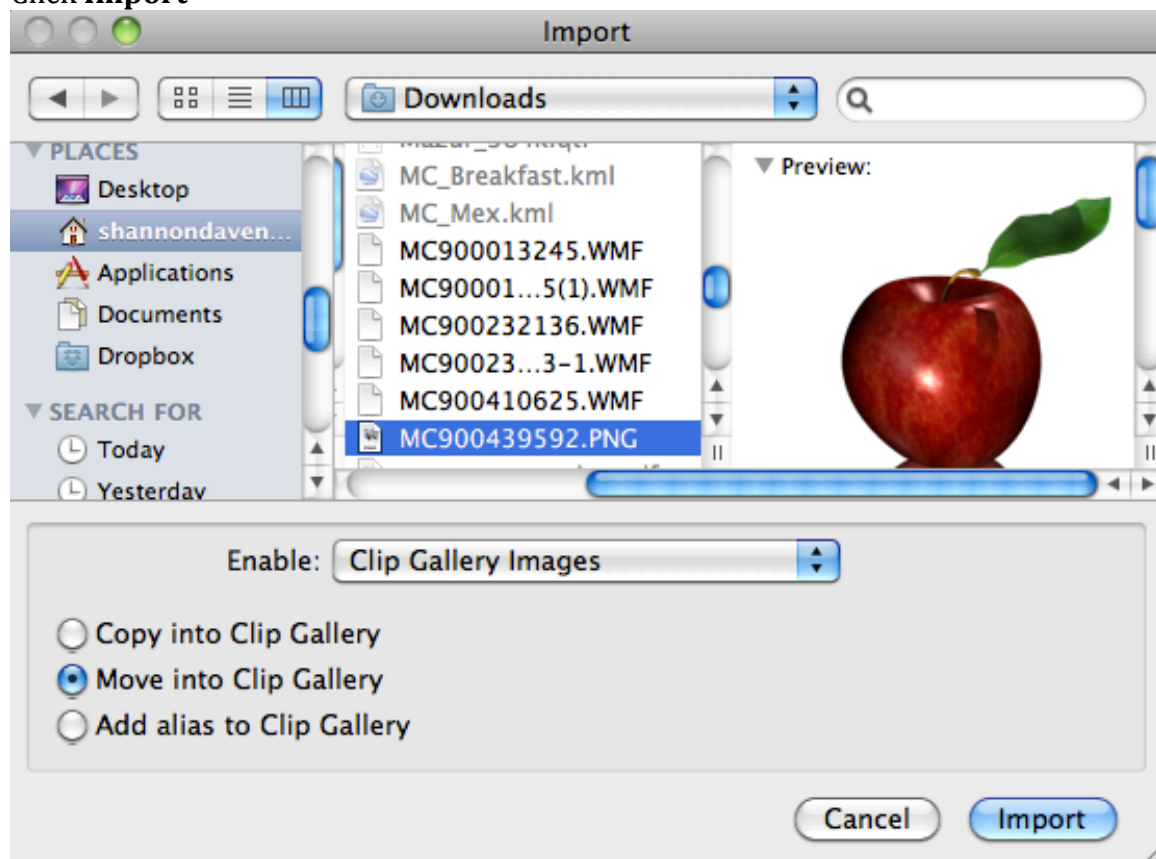 Click Import
Import
Downloads
PLACES
Desktop
shannondaven...
Applications
Documents
Dropbox
SEARCH FOR
Today
Yesterday
MC_Breakfast.kml
MC_Mex.kml
MC900013245.WMF
MC90001...5(1).WMF
MC900232136.WMF
MC90023...3-1.WMF
MC900410625.WMF
MC900439592.PNG
Preview:
Enable: Clip Gallery Images
Copy into Clip Gallery
Move into Clip Gallery
Add alias to Clip Gallery
Cancel Import